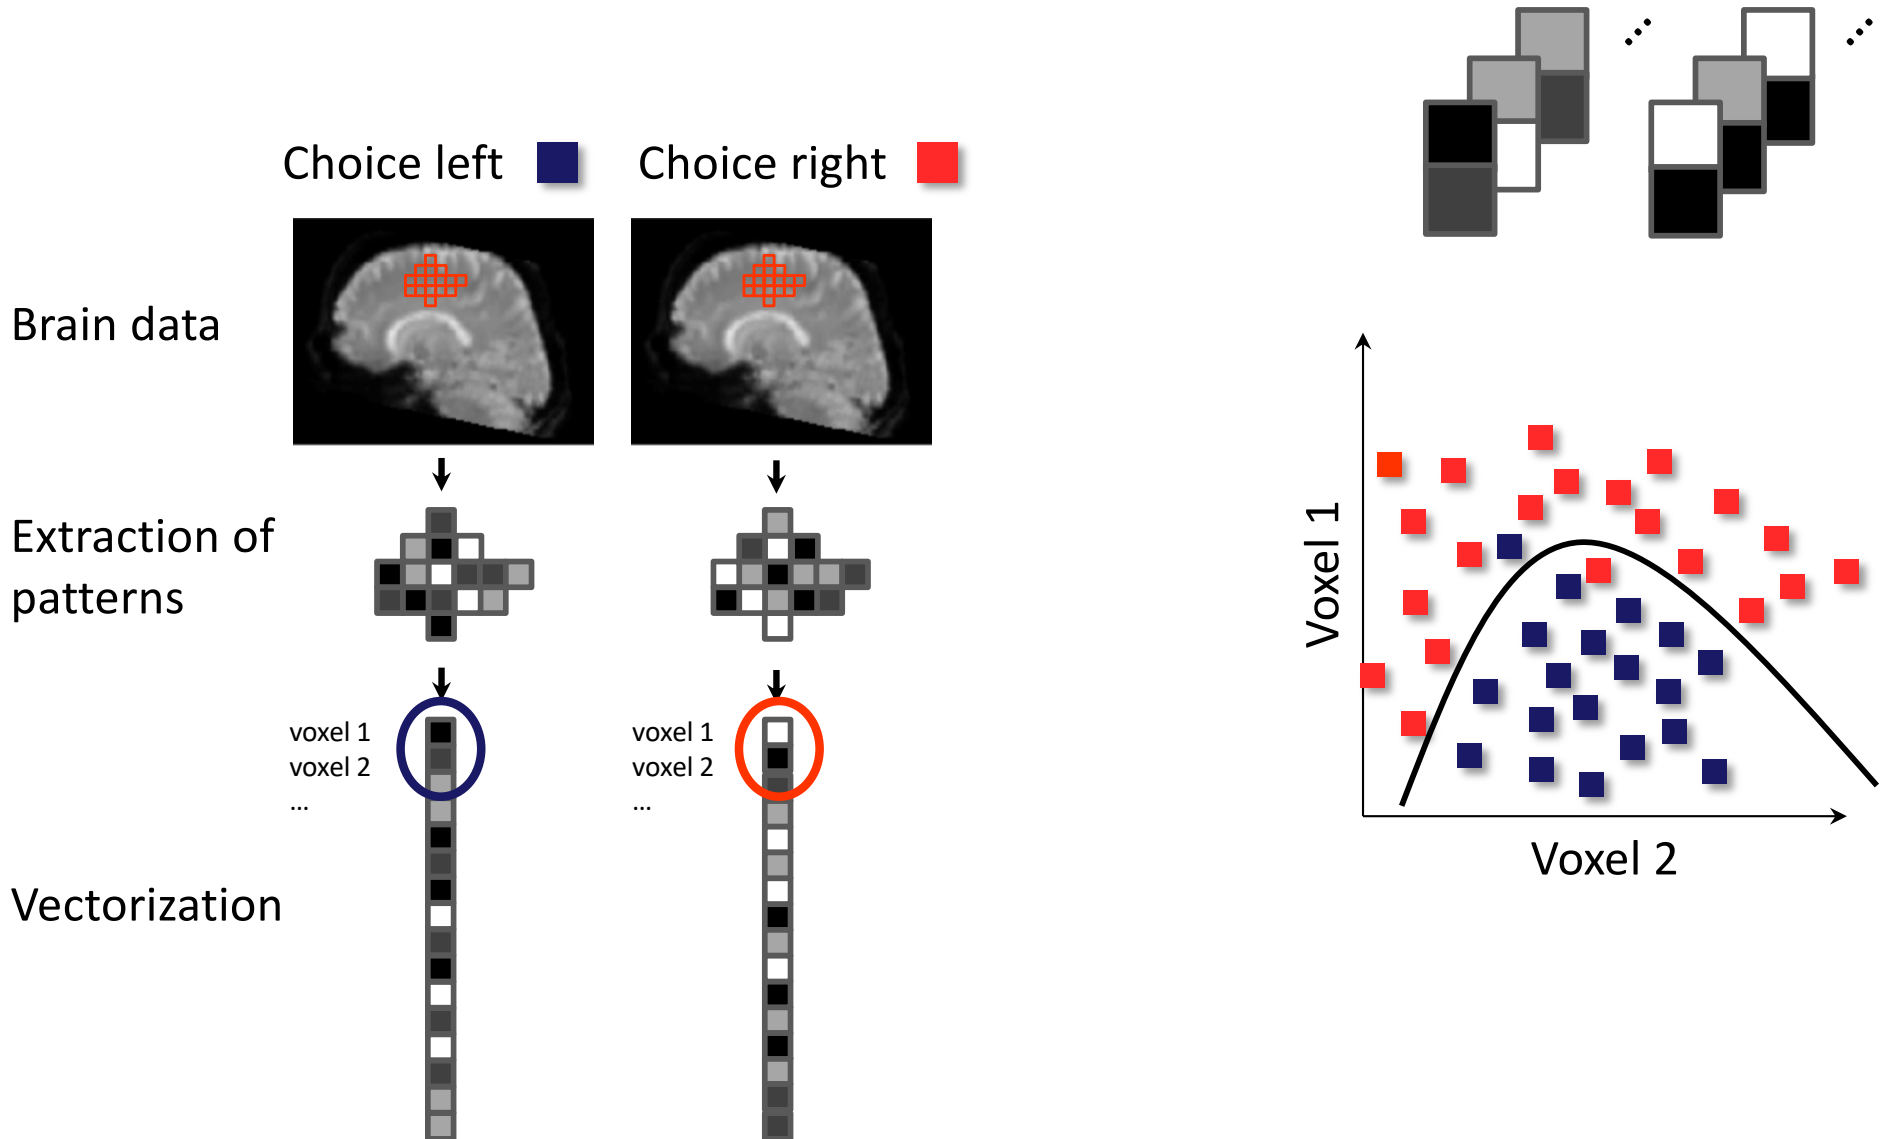 Choice left
Choice right
Brain data
Extraction of
patterns
voxel 1
voxel 2
...
voxel 1
voxel 2
...
Vectorization
Voxel 1
Voxel 2